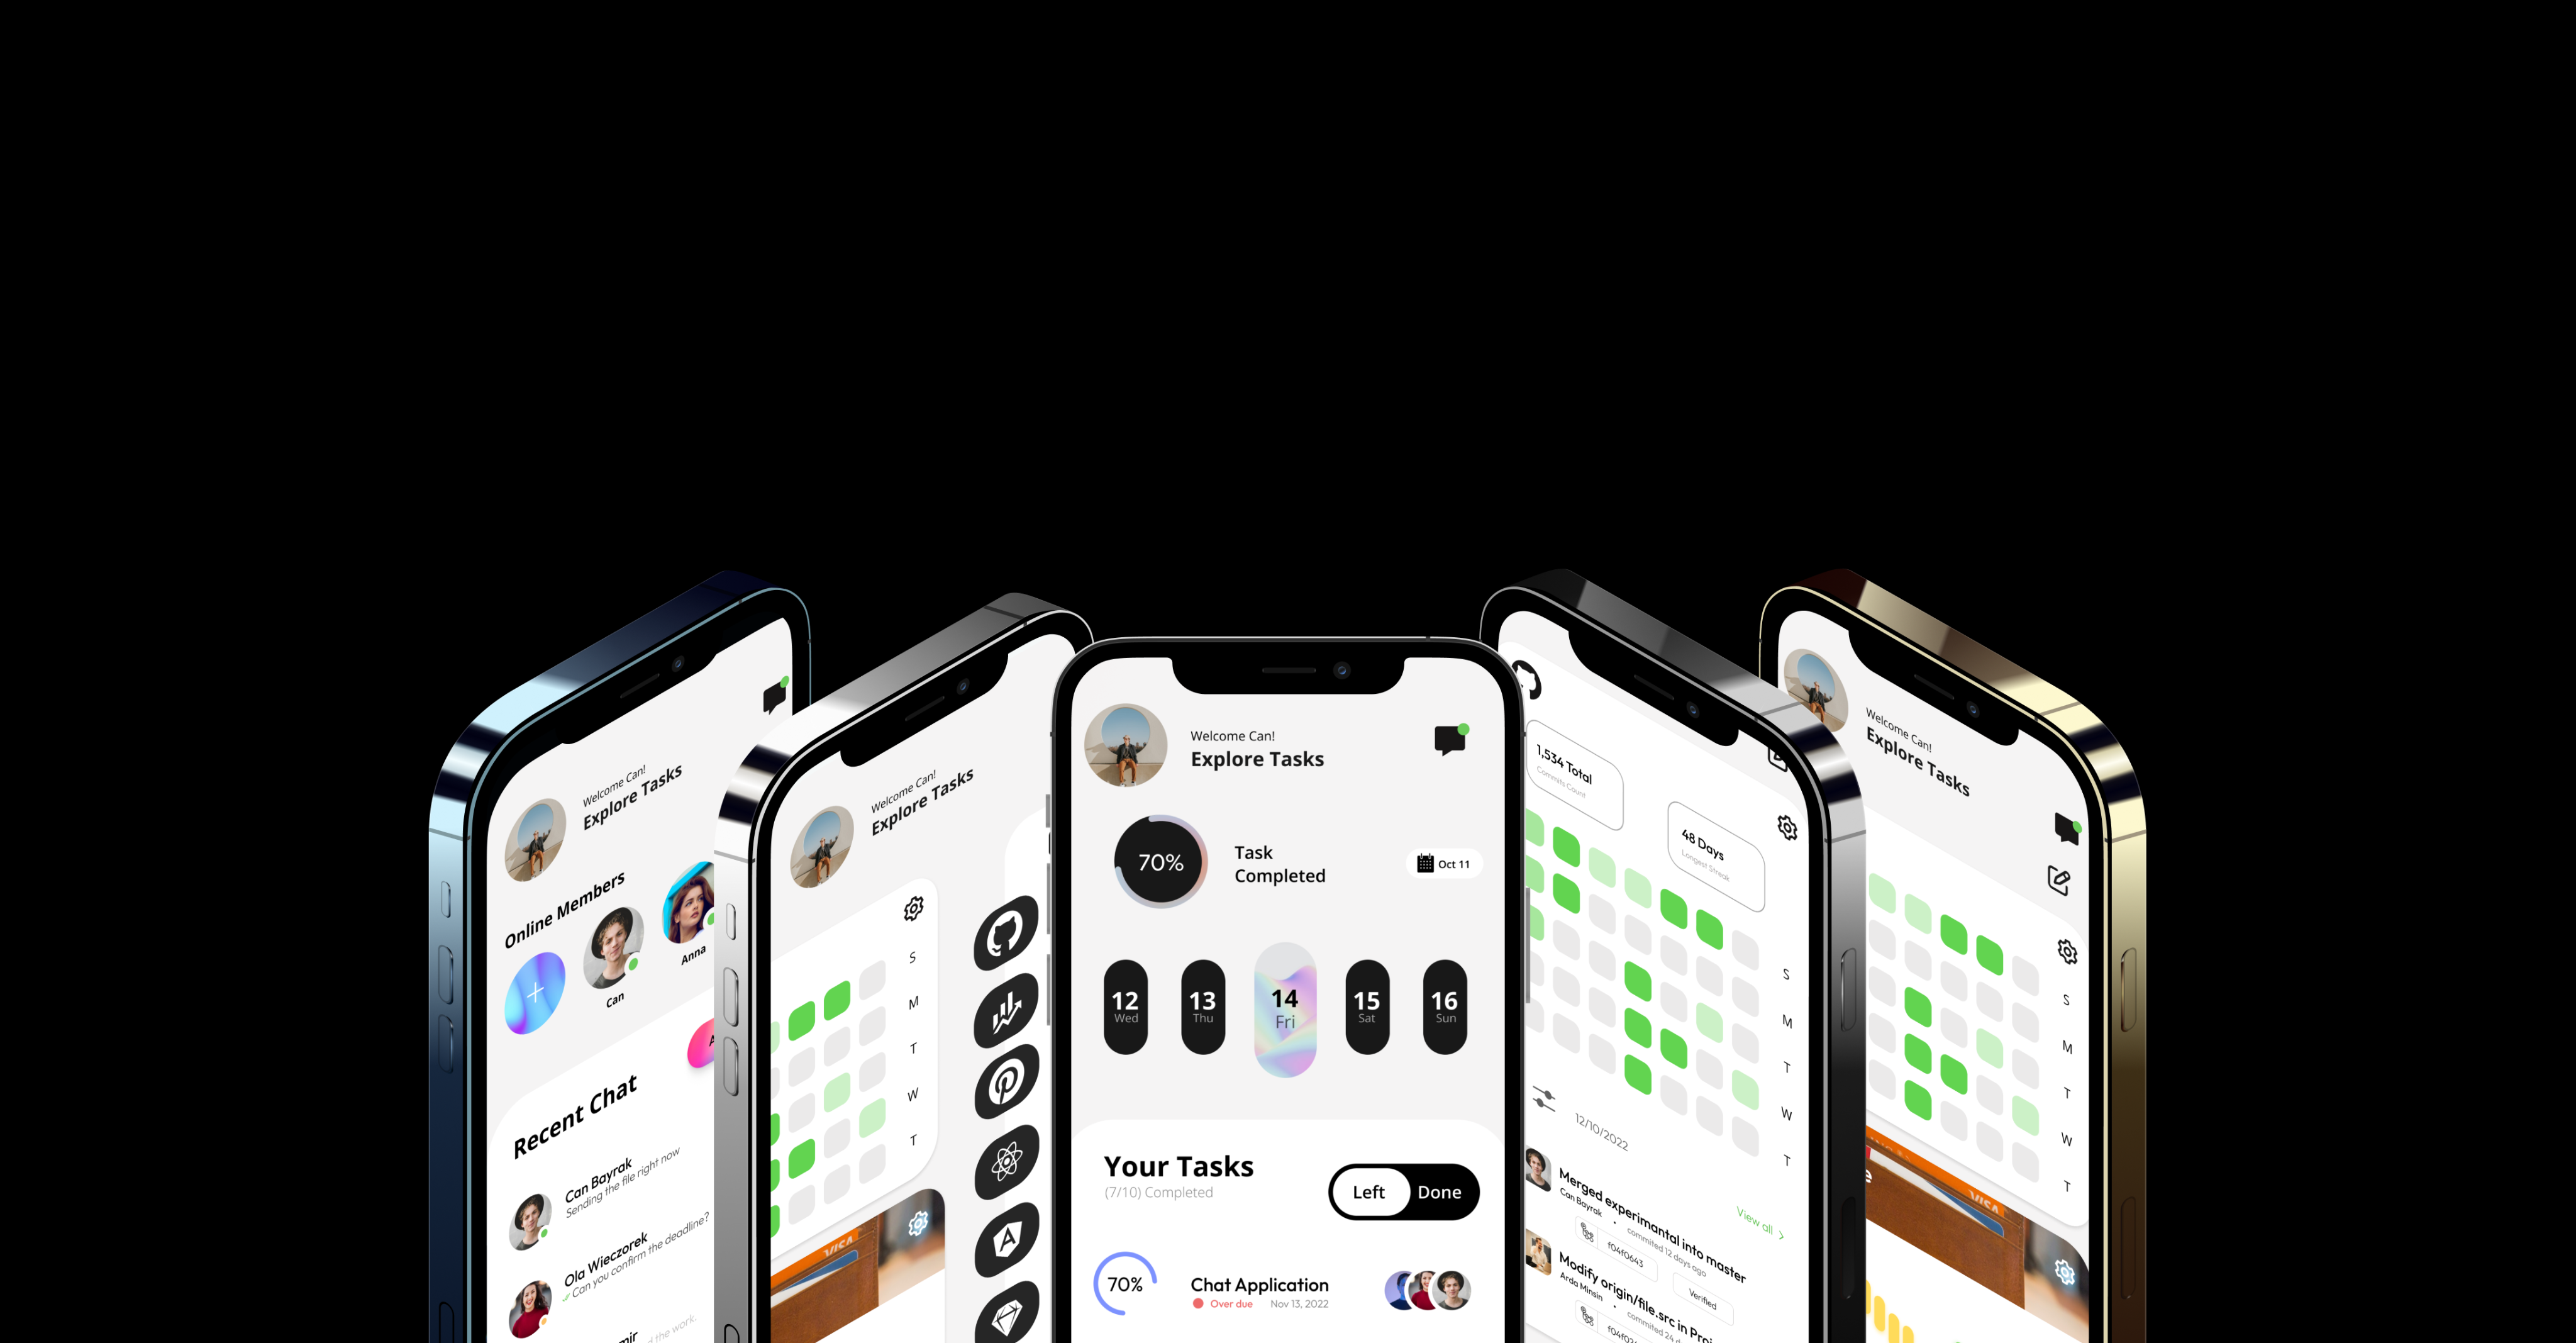 Welcome Can!
Explore Tasks
Online Members
Can
Anna
Recent Chat
Can Bayrak
Sending the file right now
Ola Wieczorek
Can you confirm the deadline?
the work.
Welcome Can!
Explore Tasks
S
M
T
W
T
VISA
Welcome Can!
Explore Tasks
70%
Task
Completed
Oct 11
12
Wed
13
Thu
14
Fri
15
Sat
16
Sun
Your Tasks
(7/10) Completed
Left
Done
70%
Chat Application
Over due
Nov 13, 2022
1,534 Total
Commits Count
48 Days
Longest Streak
S
M
T
W
T
12/10/2022
View all
Merged experimantal into master
Can Bayrak
commited 12 days ago
f04f0643
Verified
Modify origin/file.src in
Arda Minsin
commited 24
Welcome Can!
Explore Tasks
S
M
T
W
T
VISA